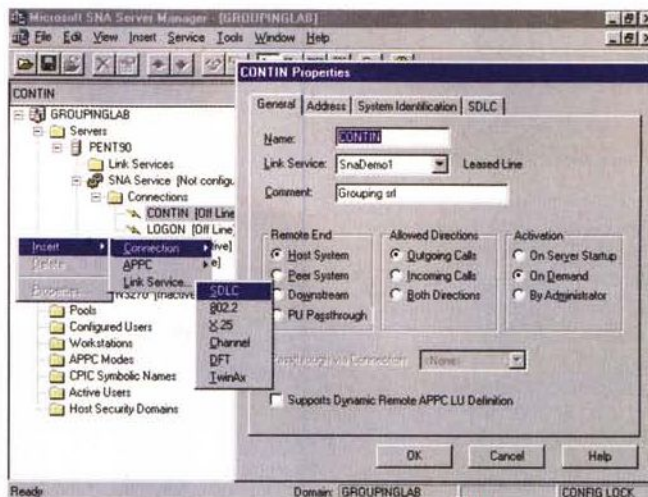 Microsoft SNA Server Manager - [GROUPINGLAB]
File Edit View Insert Service Tools Window Help
CONTIN
GROUPINGLAB
Servers
PENT90
Link Services
SNA Service [Not configu
Connections
CONTIN [Off Line
LOGON [Off Line]
Insert
Delete
Properties
Connection
APPC
Link Service...
SDLC
802.2
X.25
Channel
DFT
TwinAx
Pools
Configured Users
Workstations
APPC Modes
CPIC Symbolic Names
Active Users
Host Security Domains
CONTIN Properties
General Address System Identification SDLC
Name: CONTIN
Link Service: SnaDemo1 Leased Line
Comment: Grouping srl
Remote End
Host System
Peer System
Downstream
PU Passthrough
Allowed Directions
Outgoing Calls
Incoming Calls
Both Directions
Activation
On Server Startup
On Demand
By Administrator
Passthrough via Connection: <None>
Supports Dynamic Remote APPC LU Definition
OK Cancel Help
Ready Domain: GROUPINGLAB CONFIG LOCK